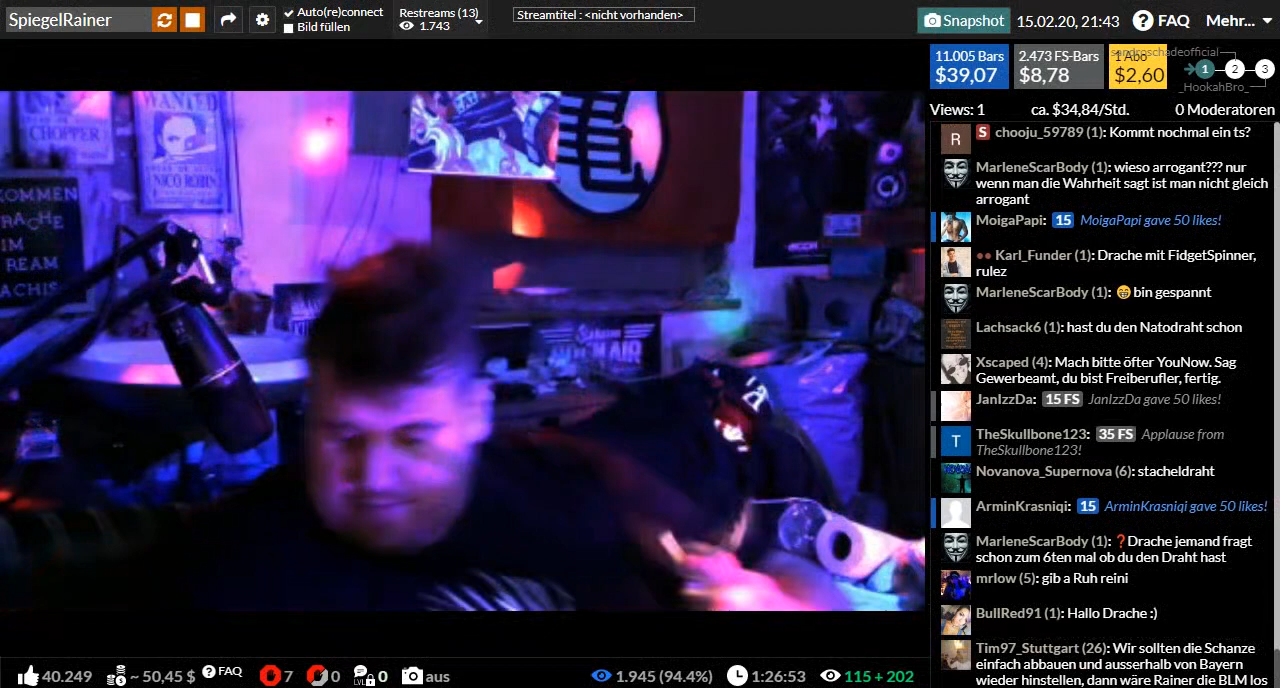 SpiegelRainer
Auto(re)connect
Bild füllen
Restreams (13)
1.743
Streamtitel : <nicht vorhanden>
Snapshot
15.02.20, 21:43
FAQ
Mehr...
11.005 Bars
$39,07
2.473 FS-Bars
$8,78
1 Abo
$2,60
sandroschadeofficial
1 2 3
_HookahBro_
Views: 1
ca. $34,84/Std.
0 Moderatoren
WANTED
CHOPPER
NICO ROBIN
KOMMEN
IM
REAM
R
S chooju_59789 (1): Kommt nochmal ein ts?
MarleneScarBody (1): wieso arrogant??? nur
wenn man die Wahrheit sagt ist man nicht gleich
arrogant
MoigaPapi: 15 MoigaPapi gave 50 likes!
Karl_Funder (1): Drache mit FidgetSpinner,
rulez
MarleneScarBody (1): 😁 bin gespannt
Lachsack6 (1): hast du den Natodraht schon
Xscaped (4): Mach bitte öfter YouNow. Sag
Gewerbeamt, du bist Freiberufler, fertig.
JanIzzDa: 15 FS JanIzzDa gave 50 likes!
T
TheSkullbone123: 35 FS Applause from
TheSkullbone123!
Novanova_Supernova (6): stacheldraht
ArminKrasniqi: 15 ArminKrasniqi gave 50 likes!
MarleneScarBody (1): ❓Drache jemand fragt
schon zum 6ten mal ob du den Draht hast
mrlow (5): gib a Ruh reini
BullRed91 (1): Hallo Drache :)
Tim97_Stuttgart (26): Wir sollten die Schanze
einfach abbauen und ausserhalb von Bayern
wieder hinstellen, dann wäre Rainer die BLM los
40.249
~ 50,45 $
FAQ
7
0
LVL
0
aus
1.945 (94.4%)
1:26:53
115 + 202